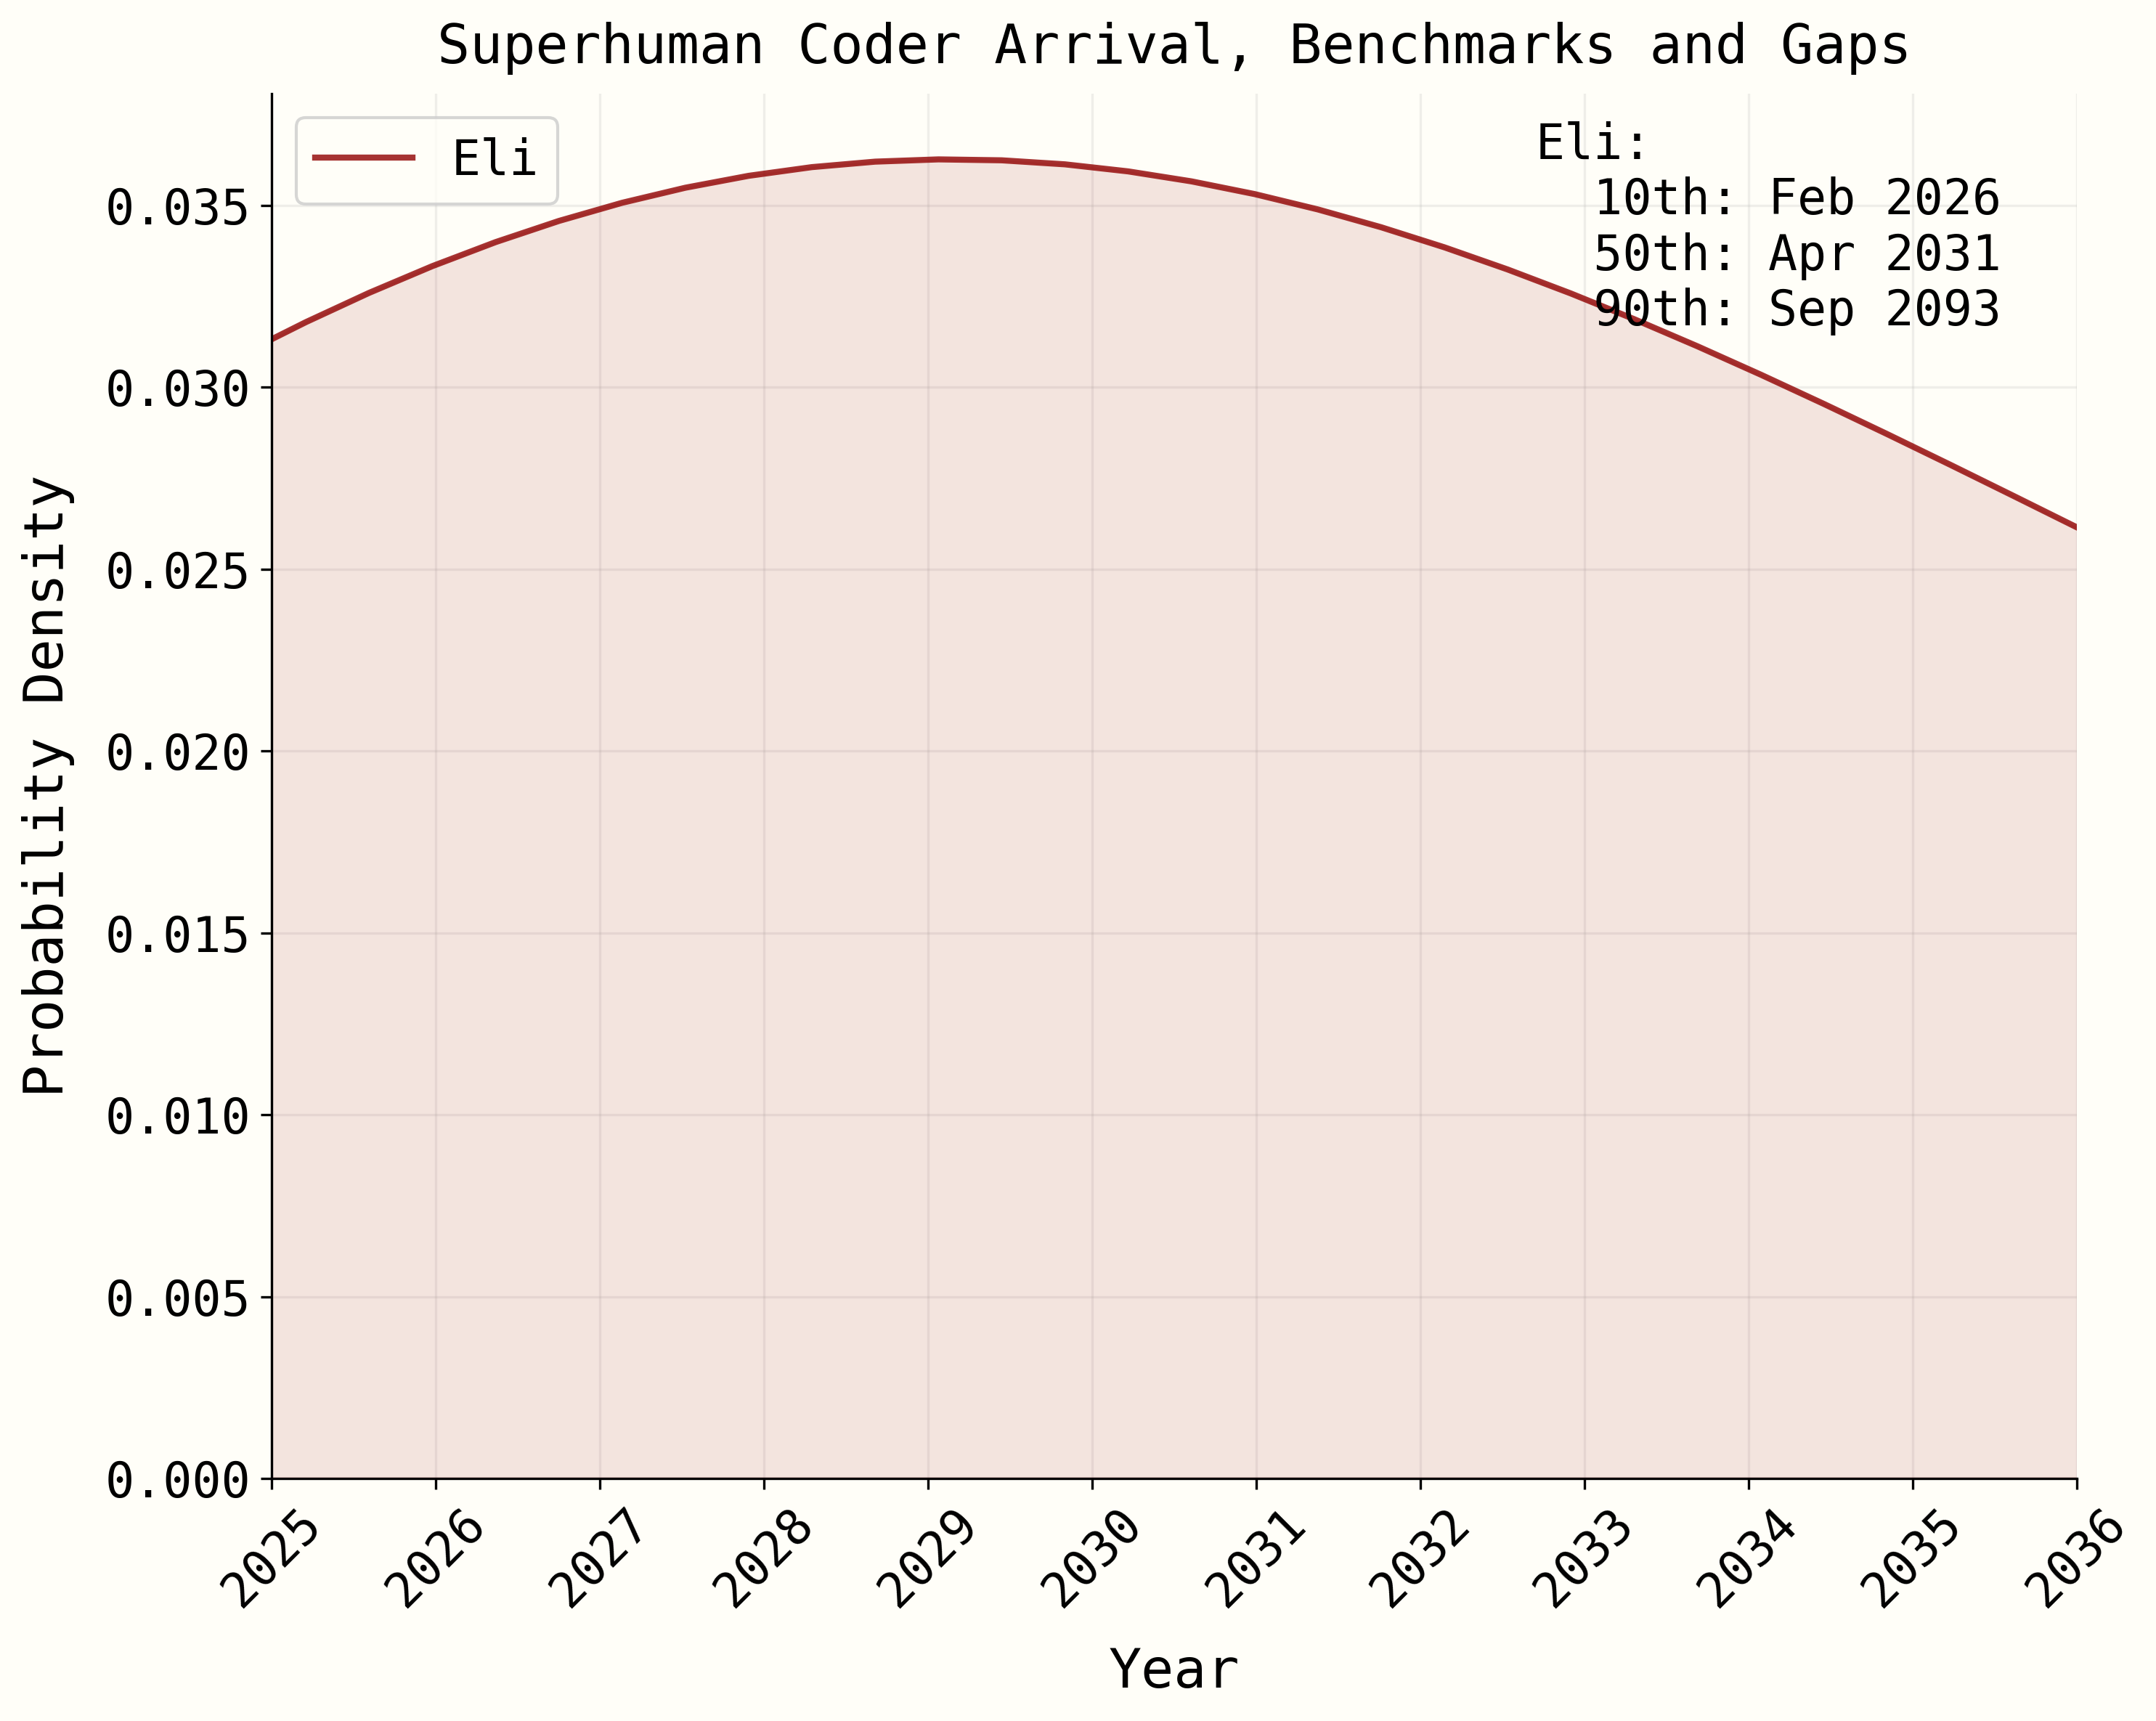 Superhuman Coder Arrival, Benchmarks and Gaps
Eli
Eli:
10th: Feb 2026
50th: Apr 2031
90th: Sep 2093
Probability Density
0.035
0.030
0.025
0.020
0.015
0.010
0.005
0.000
2025
2026
2027
2028
2029
2030
2031
2032
2033
2034
2035
2036
Year